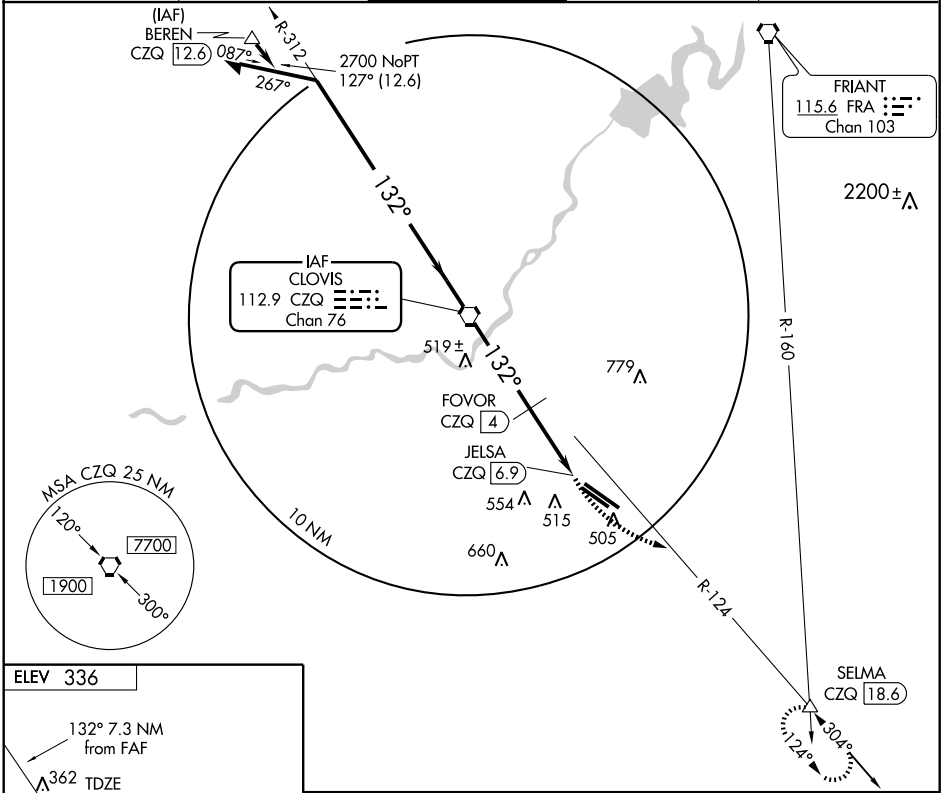 (IAF)
BEREN
CZQ 12.6
087°
267°
R-312
2700 NoPT
127° (12.6)
FRIANT
115.6 FRA
Chan 103
2200±
132°
IAF
CLOVIS
112.9 CZQ
Chan 76
R-160
519±
132°
779
FOVOR
CZQ 4
JELSA
CZQ 6.9
554
515
505
660
10 NM
MSA CZQ 25 NM
120°
7700
1900
300°
R-124
SELMA
CZQ 18.6
304°
124°
ELEV 336
132° 7.3 NM
from FAF
362 TDZE